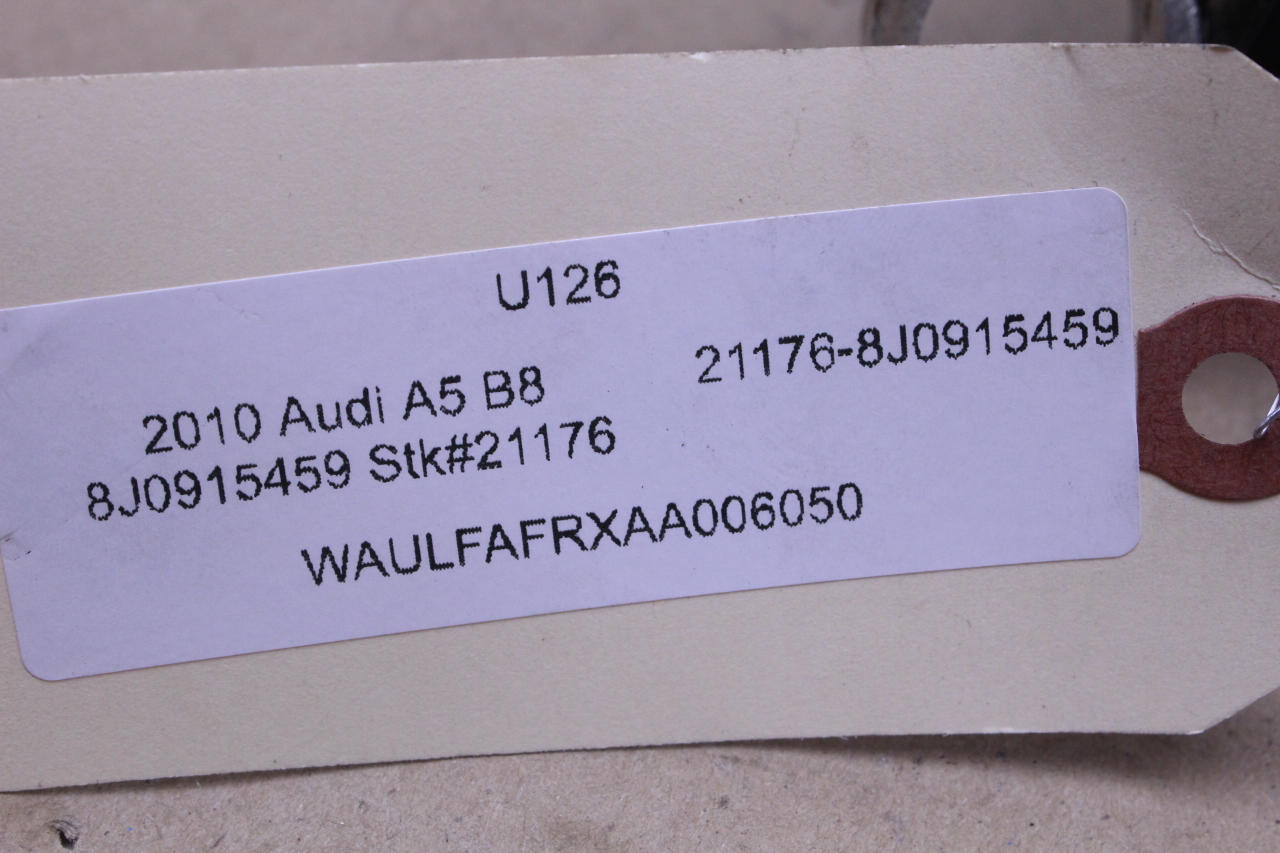 U126
21176-8J0915459
2010 Audi A5 B8
8J0915459 Stk#21176
WAULFAFRXAA006050